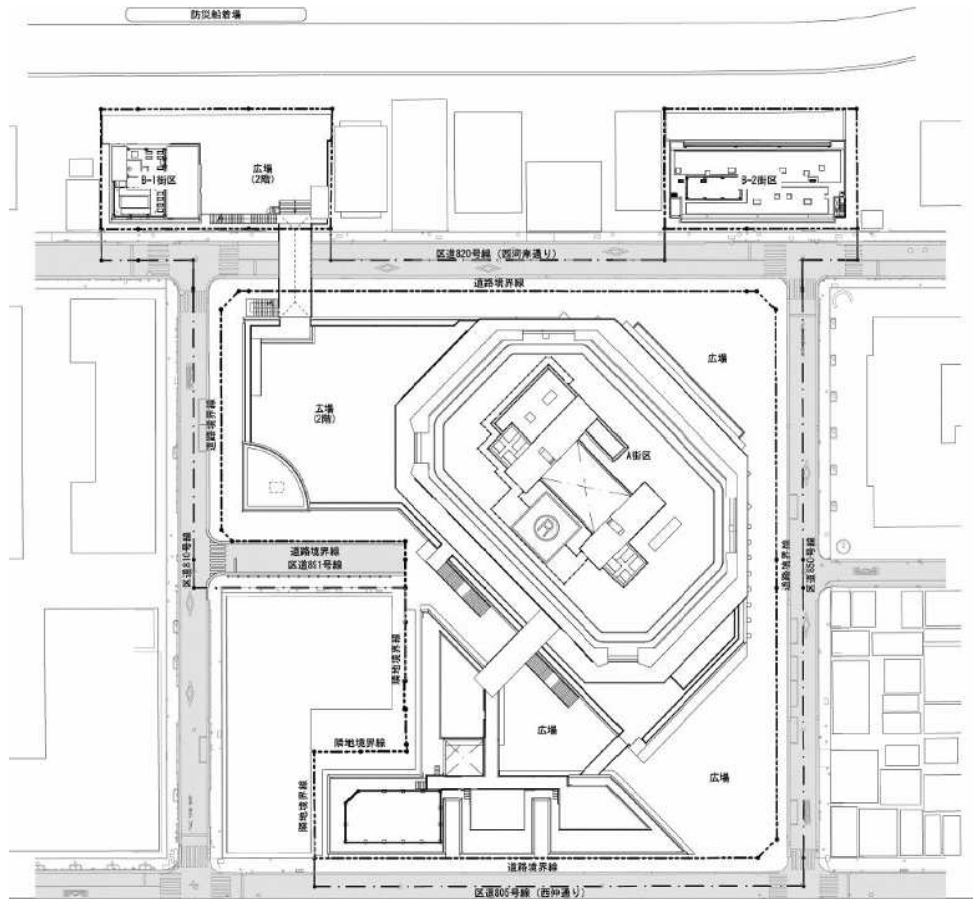 防災船着場
B-1街区
広場
(2階)
B-2街区
区道820号線（西河岸通り）
道路境界線
広場
広場
(2階)
A街区
R
道路境界線
区道810号線
道路境界線
区道891号線
道路境界線
区道850号線
隣地境界線
隣地境界線
隣地境界線
広場
広場
道路境界線
区道805号線（西仲通り）